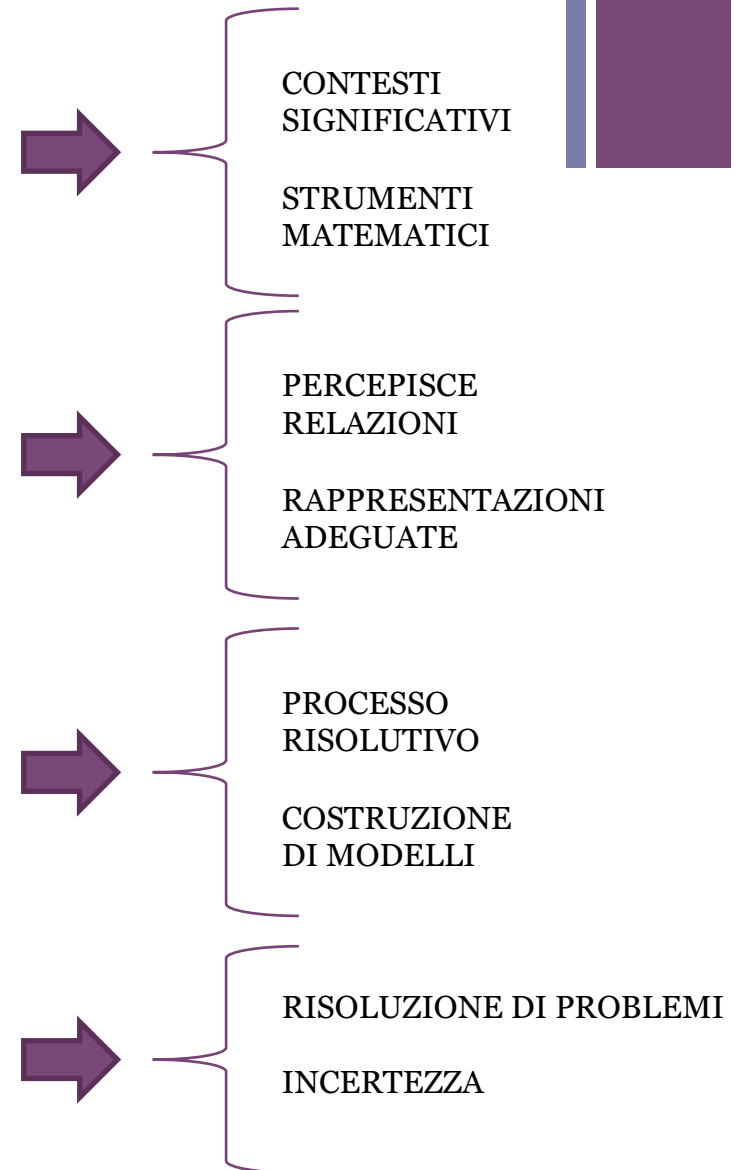 CONTESTI
SIGNIFICATIVI
STRUMENTI
MATEMATICI
PERCEPISCE
RELAZIONI
RAPPRESENTAZIONI
ADEGUATE
PROCESSO
RISOLUTIVO
COSTRUZIONE
DI MODELLI
RISOLUZIONE DI PROBLEMI
INCERTEZZA